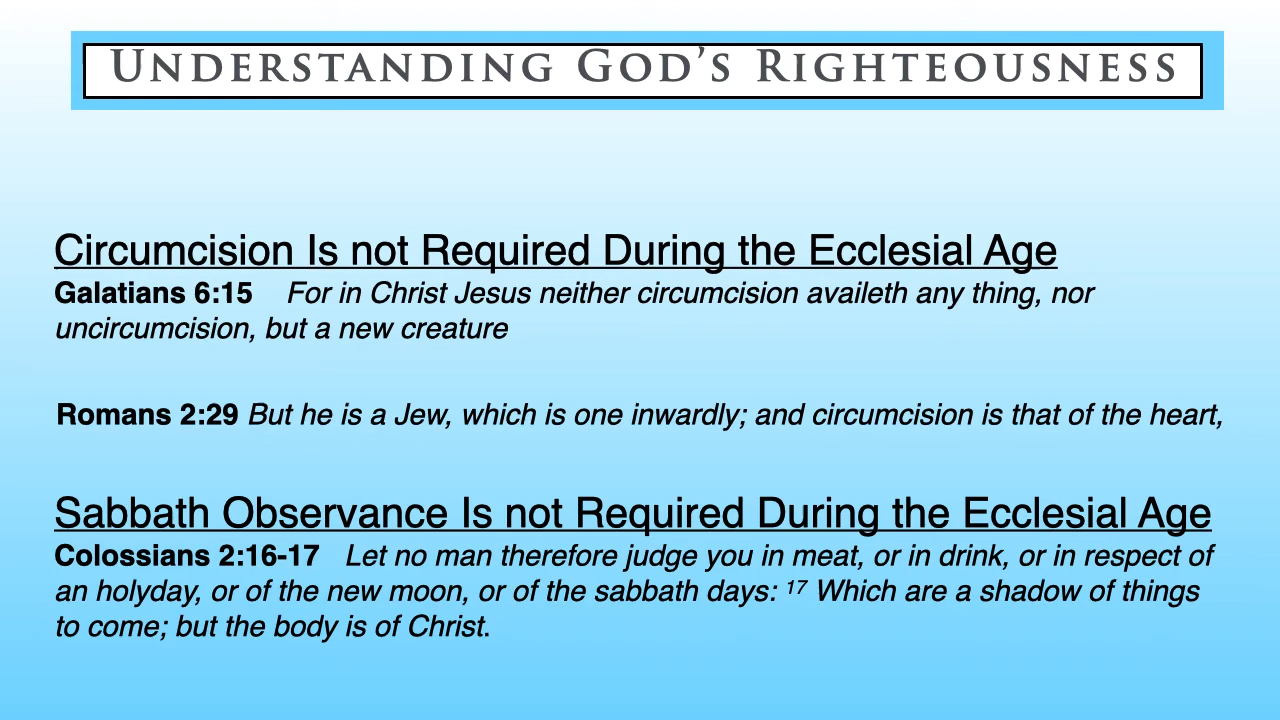 Understanding God's Righteousness
Circumcision Is not Required During the Ecclesial Age
Galatians 6:15 For in Christ Jesus neither circumcision availeth any thing, nor
uncircumcision, but a new creature
Romans 2:29 But he is a Jew, which is one inwardly; and circumcision is that of the heart,
Sabbath Observance Is not Required During the Ecclesial Age
Colossians 2:16-17 Let no man therefore judge you in meat, or in drink, or in respect of
an holyday, or of the new moon, or of the sabbath days: 17 Which are a shadow of things
to come; but the body is of Christ.